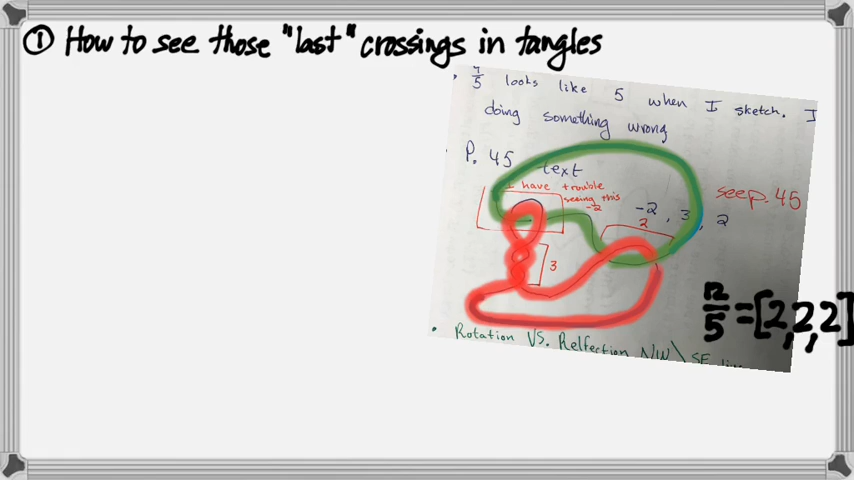 ① How to see those "last" crossings in tangles
. 7/5 looks like 5 when I sketch. I
doing something wrong
. P. 45 text
I have trouble
seeing this
-2
see p. 45
-2, 3, 2
2
3
12/5 = [2,2,2]
• Rotation VS. Relfection NW\SE